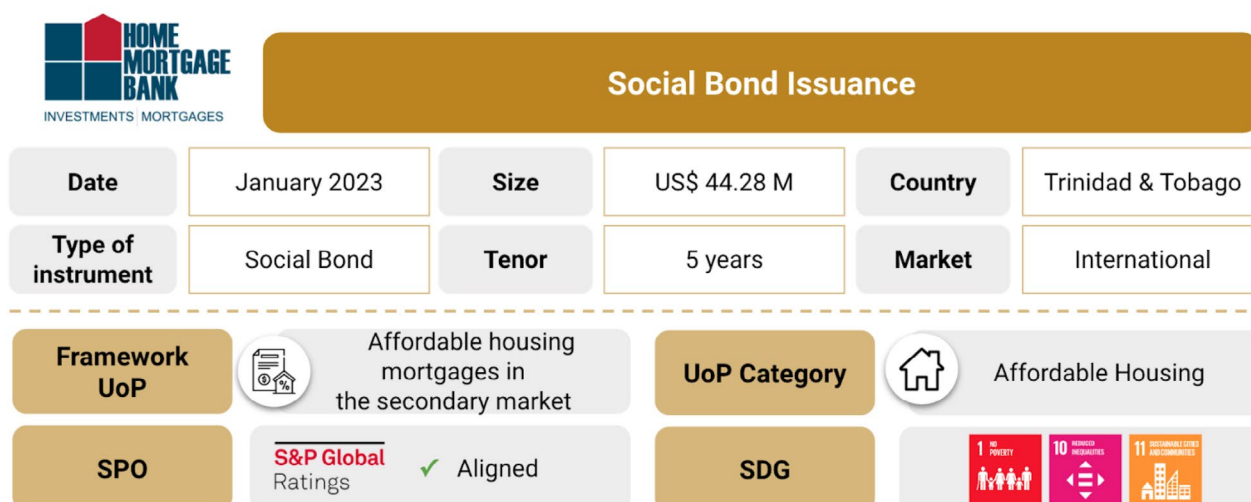 HOME
MORTGAGE
BANK
INVESTMENTS | MORTGAGES
Social Bond Issuance
Date
January 2023
Size
US$ 44.28 M
Country
Trinidad & Tobago
Type of
instrument
Social Bond
Tenor
5 years
Market
International
Framework
UoP
$
%
Affordable housing
mortgages in
the secondary market
UoP Category
Affordable Housing
SPO
S&P Global
Ratings
✓ Aligned
SDG
1 NO
POVERTY
10 REDUCED
INEQUALITIES
11 SUSTAINABLE CITIES
AND COMMUNITIES